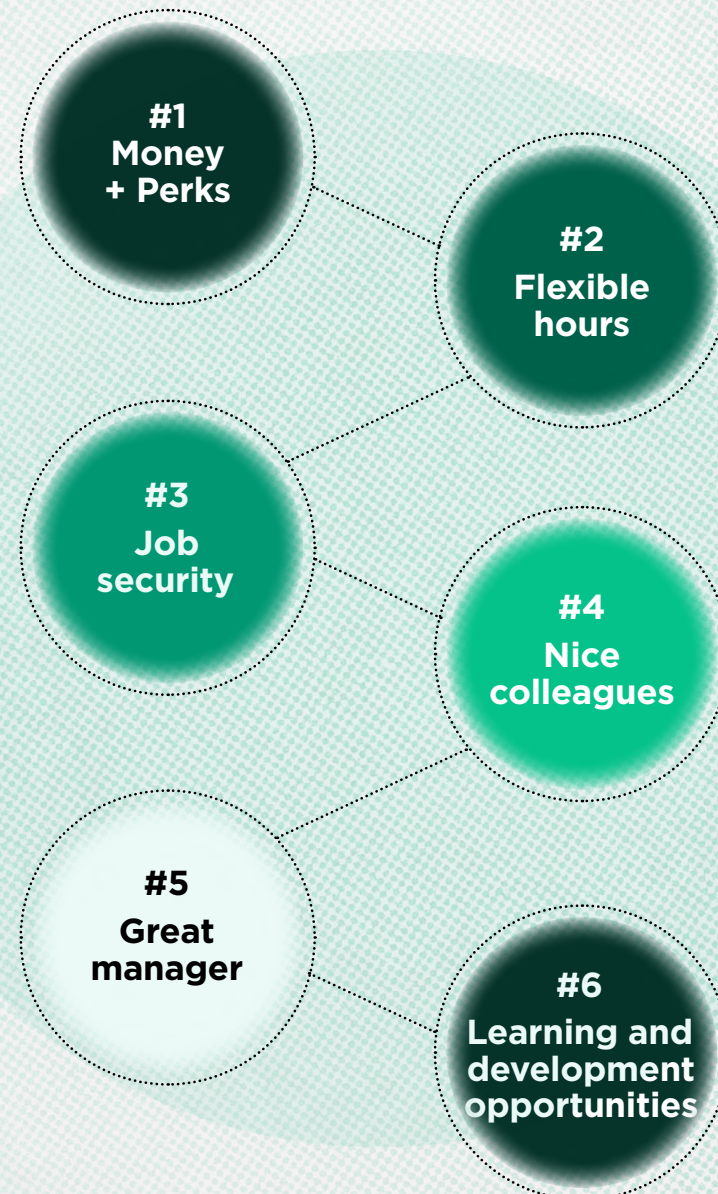 #1
Money
+ Perks
#2
Flexible
hours
#3
Job
security
#4
Nice
colleagues
#5
Great
manager
#6
Learning and
development
opportunities